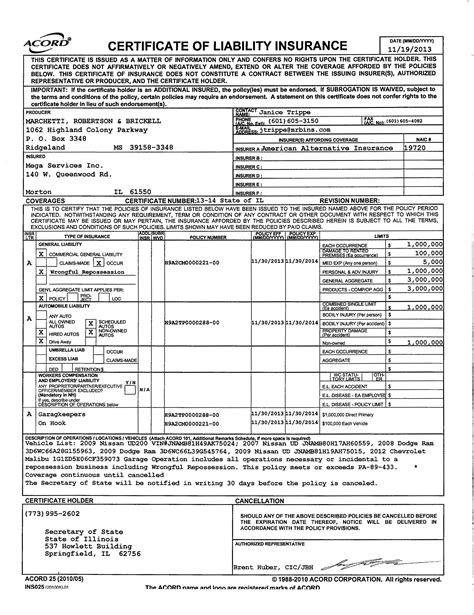 ACORD
CERTIFICATE OF LIABILITY INSURANCE
DATE (MM/DD/YYYY)
11/19/2013
THIS CERTIFICATE IS ISSUED AS A MATTER OF INFORMATION ONLY AND CONFERS NO RIGHTS UPON THE CERTIFICATE HOLDER. THIS
CERTIFICATE DOES NOT AFFIRMATIVELY OR NEGATIVELY AMEND, EXTEND OR ALTER THE COVERAGE AFFORDED BY THE POLICIES
BELOW. THIS CERTIFICATE OF INSURANCE DOES NOT CONSTITUTE A CONTRACT BETWEEN THE ISSUING INSURER(S), AUTHORIZED
REPRESENTATIVE OR PRODUCER, AND THE CERTIFICATE HOLDER.
IMPORTANT: If the certificate holder is an ADDITIONAL INSURED, the policy(ies) must be endorsed. If SUBROGATION IS WAIVED, subject to
the terms and conditions of the policy, certain policies may require an endorsement. A statement on this certificate does not confer rights to the
certificate holder in lieu of such endorsement(s).
PRODUCER
MARCHETTI, ROBERTSON & BRICKELL
1062 Highland Colony Parkway
P. O. Box 3348
Ridgeland MS 39158-3348
CONTACT NAME: Janice Trippe
PHONE (A/C, No, Ext): (601)605-3150
FAX (A/C, No): (601)605-4092
E-MAIL ADDRESS: jtrippe@mrbins.com
INSURER(S) AFFORDING COVERAGE NAIC #
INSURER A: American Alternative Insurance 19720
INSURED
Mega Services Inc.
140 W. Queenwood Rd.
Morton IL 61550
INSURER B:
INSURER C:
INSURER D:
INSURER E:
INSURER F:
COVERAGES CERTIFICATE NUMBER: 13-14 State of IL REVISION NUMBER:
THIS IS TO CERTIFY THAT THE POLICIES OF INSURANCE LISTED BELOW HAVE BEEN ISSUED TO THE INSURED NAMED ABOVE FOR THE POLICY PERIOD
INDICATED. NOTWITHSTANDING ANY REQUIREMENT, TERM OR CONDITION OF ANY CONTRACT OR OTHER DOCUMENT WITH RESPECT TO WHICH THIS
CERTIFICATE MAY BE ISSUED OR MAY PERTAIN, THE INSURANCE AFFORDED BY THE POLICIES DESCRIBED HEREIN IS SUBJECT TO ALL THE TERMS,
EXCLUSIONS AND CONDITIONS OF SUCH POLICIES. LIMITS SHOWN MAY HAVE BEEN REDUCED BY PAID CLAIMS.
INSR LTR TYPE OF INSURANCE ADDL INSR SUBR WVD POLICY NUMBER POLICY EFF (MM/DD/YYYY) POLICY EXP (MM/DD/YYYY) LIMITS
GENERAL LIABILITY
EACH OCCURRENCE $ 1,000,000
X COMMERCIAL GENERAL LIABILITY
DAMAGE TO RENTED PREMISES (Ea occurrence) $ 100,000
A CLAIMS-MADE X OCCUR H9A2CM0000221-00 11/30/2013 11/30/2014 MED EXP (Any one person) $ 5,000
X Wrongful Repossession
PERSONAL & ADV INJURY $ 1,000,000
GENERAL AGGREGATE $ 3,000,000
GEN'L AGGREGATE LIMIT APPLIES PER:
PRODUCTS - COMP/OP AGG $ 3,000,000
X POLICY PROJECT LOC
AUTOMOBILE LIABILITY
COMBINED SINGLE LIMIT (Ea accident) $ 1,000,000
ANY AUTO
BODILY INJURY (Per person) $
A ALL OWNED AUTOS X SCHEDULED AUTOS H9A2TM0000288-00 11/30/2013 11/30/2014 BODILY INJURY (Per accident) $
X HIRED AUTOS X NON-OWNED AUTOS
PROPERTY DAMAGE (Per accident) $
X Drive Away
Non-owned $ 1,000,000
UMBRELLA LIAB OCCUR EACH OCCURRENCE $
EXCESS LIAB CLAIMS-MADE AGGREGATE $
DED RETENTION $ $
WORKERS COMPENSATION
AND EMPLOYERS' LIABILITY Y/N
ANY PROPRIETOR/PARTNER/EXECUTIVE
OFFICER/MEMBER EXCLUDED? N/A
(Mandatory in NH)
If yes, describe under
DESCRIPTION OF OPERATIONS below
WC STATU-TORY LIMITS OTH-ER
E.L. EACH ACCIDENT $
E.L. DISEASE - EA EMPLOYEE $
E.L. DISEASE - POLICY LIMIT $
A Garagekeepers H9A2TM0000288-00 11/30/2013 11/30/2014 $1,000,000 Direct Primary
On Hook $100,000 Each Vehicle
DESCRIPTION OF OPERATIONS / LOCATIONS / VEHICLES (Attach ACORD 101, Additional Remarks Schedule, if more space is required)
Vehicle List: 2009 Nissan UD200 2007 Nissan UD 2008 Dodge Ram
2009 Dodge Ram 2005 Nissan UD 2012 Chevrolet
Malibu Garage Operation includes all operations necessary or incidental to a
repossession business including Wrongful Repossession. This policy meets or exceeds PA-89-433. *
Coverage continuous until cancelled
The Secretary of State will be notified in writing 30 days before the policy is canceled.
CERTIFICATE HOLDER CANCELLATION
(773)995-2602
Secretary of State
State of Illinois
537 Howlett Building
Springfield, IL 62756
SHOULD ANY OF THE ABOVE DESCRIBED POLICIES BE CANCELLED BEFORE
THE EXPIRATION DATE THEREOF, NOTICE WILL BE DELIVERED IN
ACCORDANCE WITH THE POLICY PROVISIONS.
AUTHORIZED REPRESENTATIVE
Brent Huber, CIC/JBH
ACORD 25 (2010/05)
© 1988-2010 ACORD CORPORATION. All rights reserved.
INS025
The ACORD name and logo are registered marks of ACORD